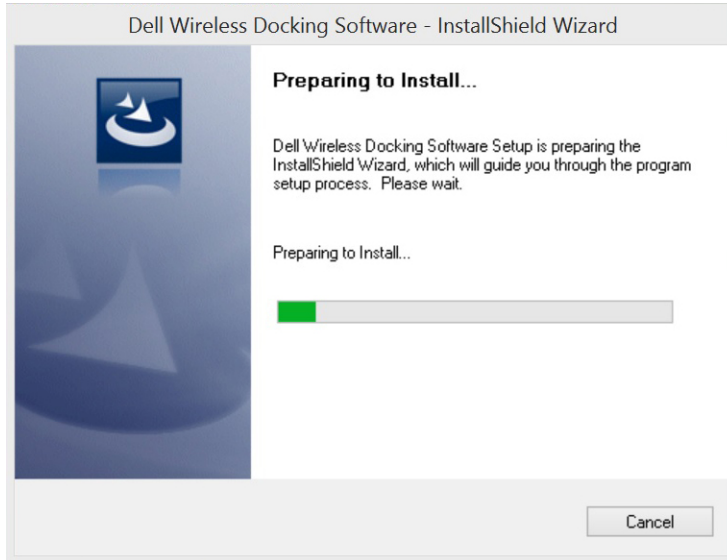 Dell Wireless Docking Software - InstallShield Wizard
Preparing to Install...
Dell Wireless Docking Software Setup is preparing the
InstallShield Wizard, which will guide you through the program
setup process.  Please wait.
Preparing to Install...
Cancel